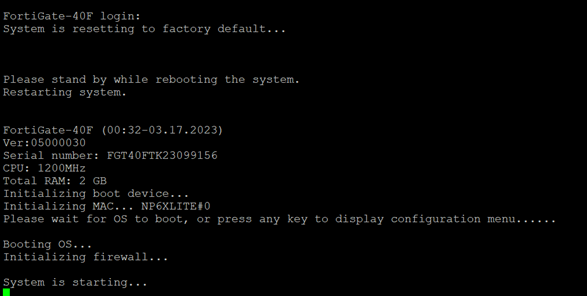 FortiGate-40F login:
System is resetting to factory default...
Please stand by while rebooting the system.
Restarting system.
FortiGate-40F (00:32-03.17.2023)
Ver:05000030
Serial number: FGT40FTK23099156
CPU: 1200MHz
Total RAM: 2 GB
Initializing boot device...
Initializing MAC... NP6XLITE#0
Please wait for OS to boot, or press any key to display configuration menu......
Booting OS...
Initializing firewall...
System is starting...